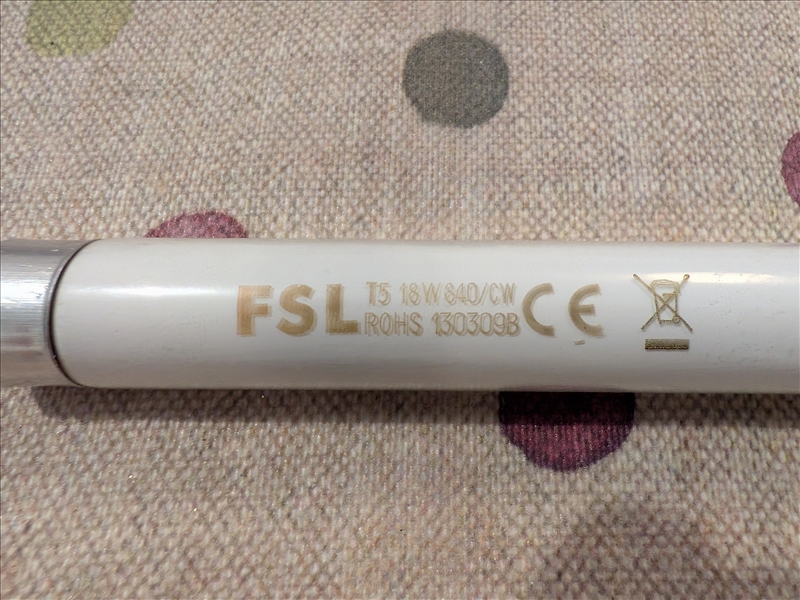 FSL
T5 18W 840/CW
ROHS 130309B
CE